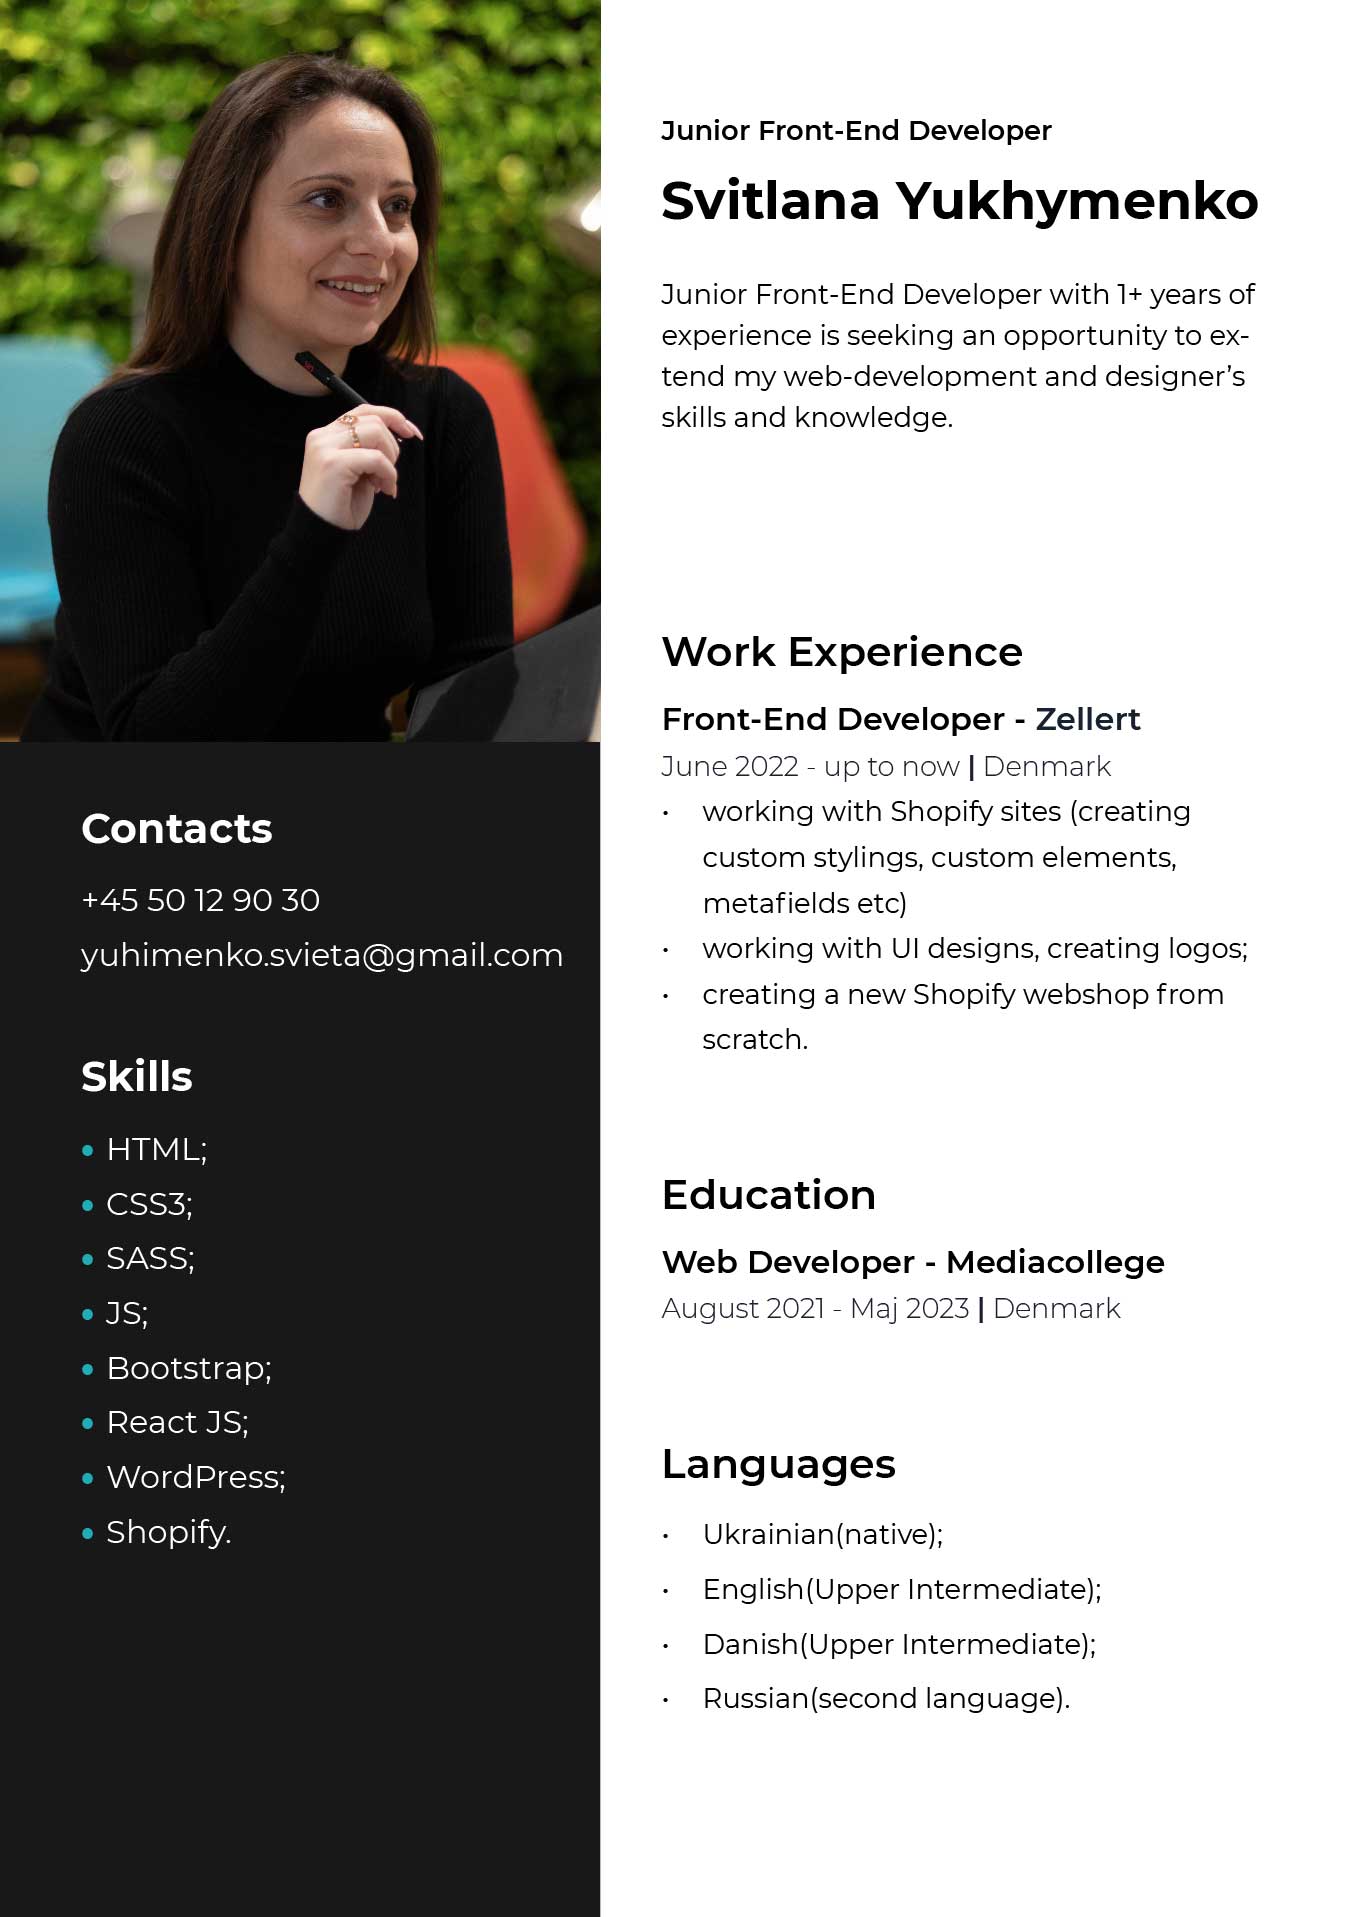 Junior Front-End Developer
Svitlana Yukhymenko
Junior Front-End Developer with 1+ years of
experience is seeking an opportunity to ex-
tend my web-development and designer’s
skills and knowledge.
Work Experience
Front-End Developer - Zellert
June 2022 - up to now | Denmark
• working with Shopify sites (creating
custom stylings, custom elements,
metafields etc)
• working with UI designs, creating logos;
• creating a new Shopify webshop from
scratch.
Education
Web Developer - Mediacollege
August 2021 - Maj 2023 | Denmark
Languages
• Ukrainian(native);
• English(Upper Intermediate);
• Danish(Upper Intermediate);
• Russian(second language).
Contacts
+45 50 12 90 30
yuhimenko.svieta@gmail.com
Skills
• HTML;
• CSS3;
• SASS;
• JS;
• Bootstrap;
• React JS;
• WordPress;
• Shopify.